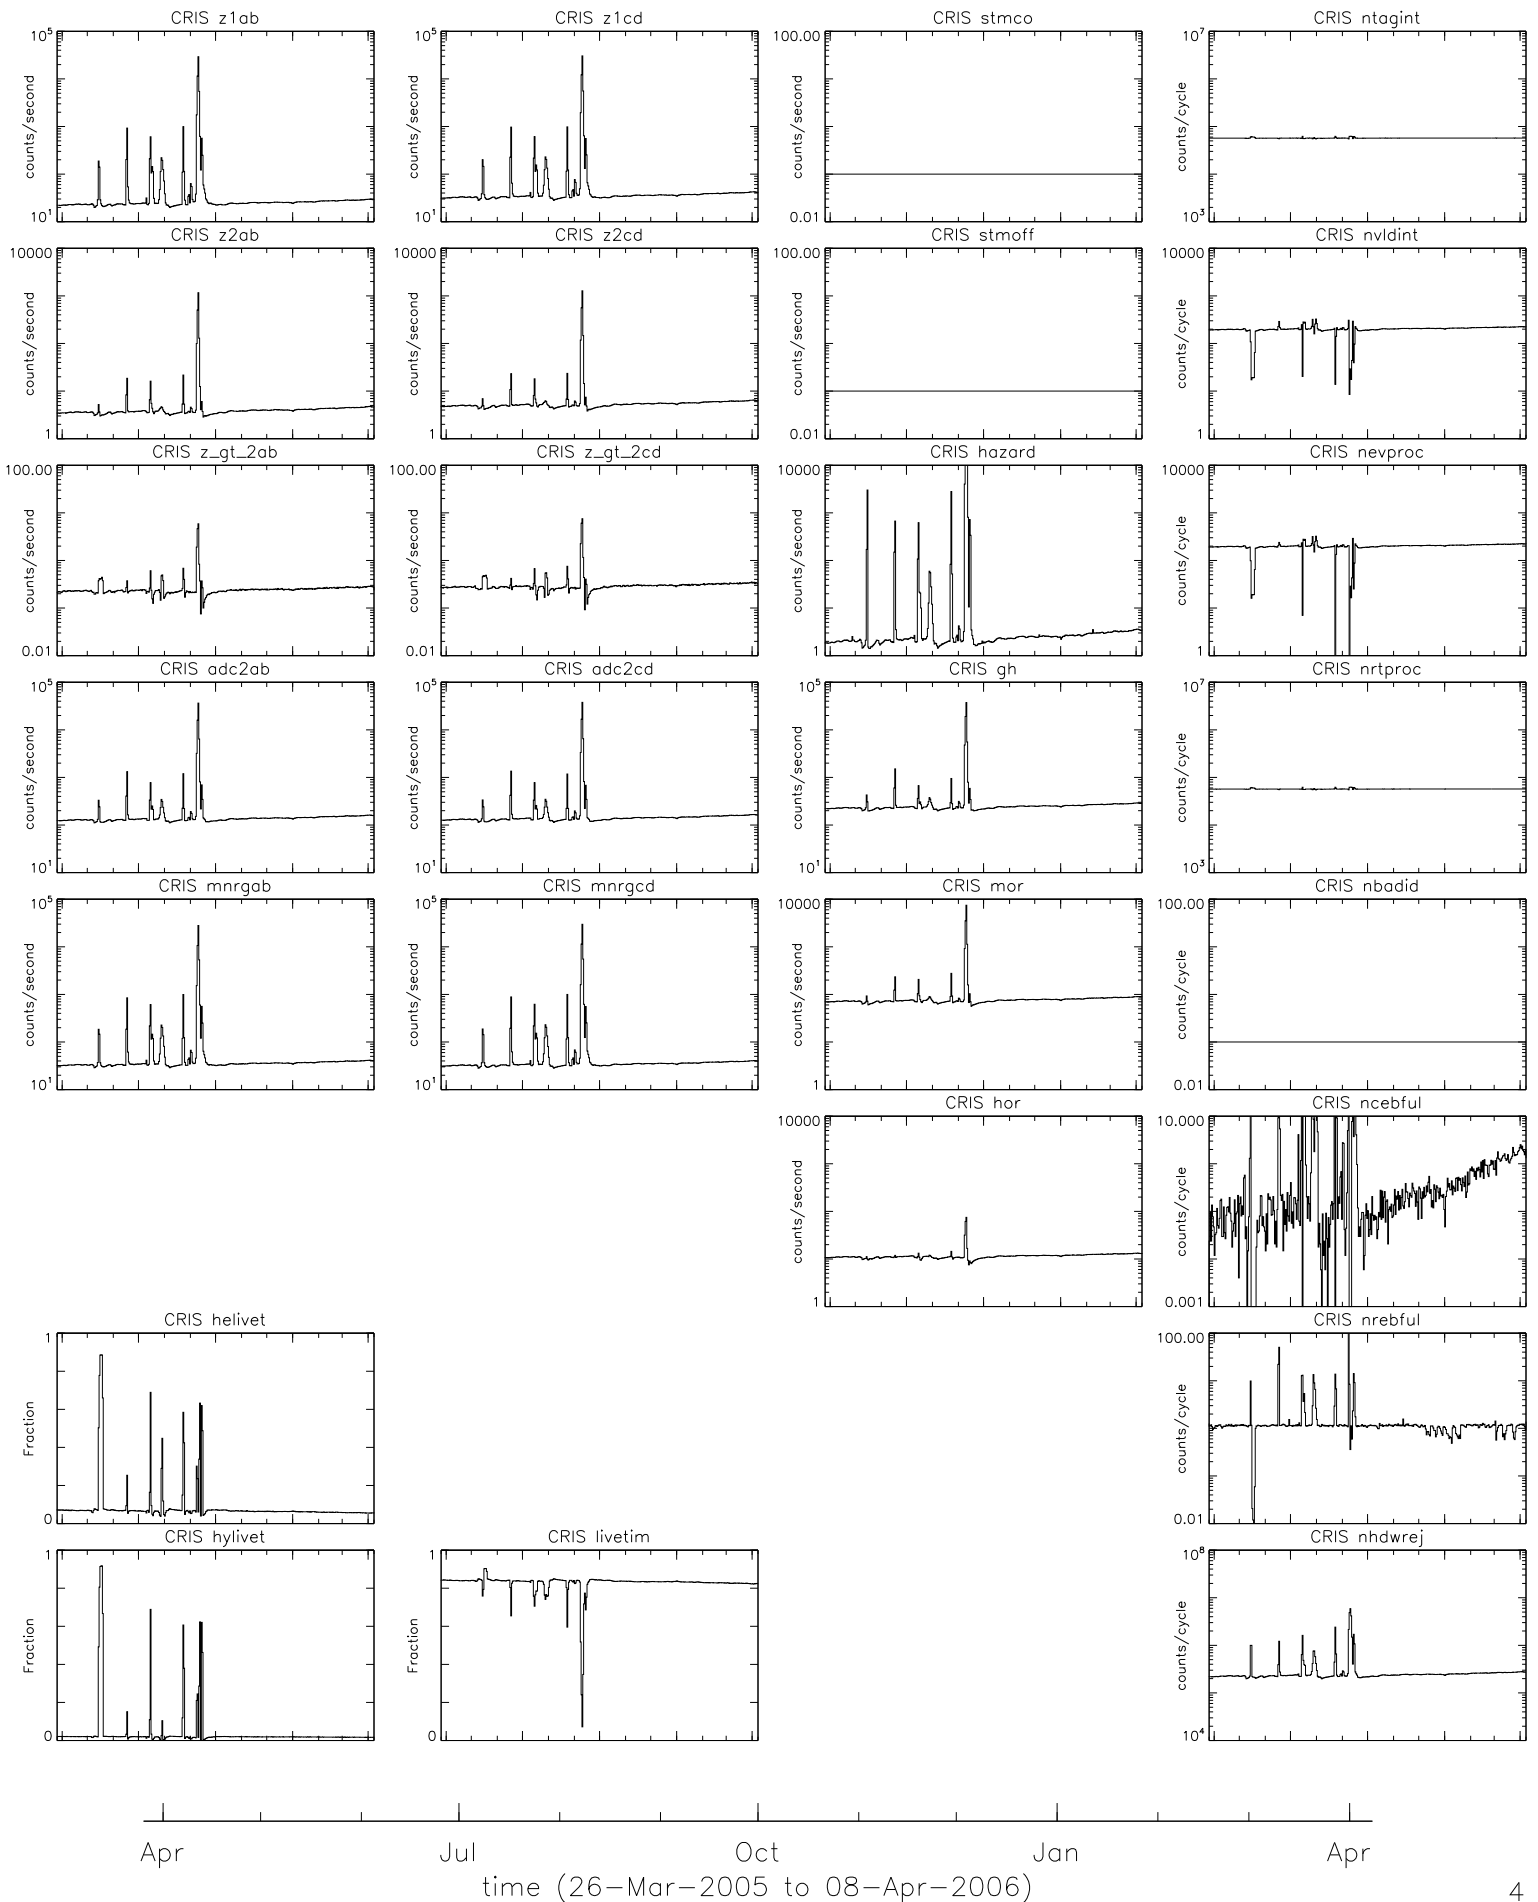 CRIS z1ab
CRIS z1cd
CRIS stmco
CRIS ntagint
10^5
counts/second
10^1
10^5
counts/second
10^1
100.00
0.01
10^7
counts/cycle
10^3
CRIS z2ab
CRIS z2cd
CRIS stmoff
CRIS nvldint
10000
counts/second
1
10000
counts/second
1
100.00
0.01
10000
counts/cycle
1
CRIS z_gt_2ab
CRIS z_gt_2cd
CRIS hazard
CRIS nevproc
100.00
counts/second
0.01
100.00
counts/second
0.01
10000
counts/second
1
10000
counts/cycle
1
CRIS adc2ab
CRIS adc2cd
CRIS gh
CRIS nrtproc
10^5
counts/second
10^1
10^5
counts/second
10^1
10^5
counts/second
10^1
10^7
counts/cycle
10^3
CRIS mnrgab
CRIS mnrgcd
CRIS mor
CRIS nbadid
10^5
counts/second
10^1
10^5
counts/second
10^1
10000
counts/second
1
100.00
counts/cycle
0.01
CRIS hor
CRIS ncebful
10000
counts/second
1
10.000
counts/cycle
0.001
CRIS helivet
CRIS nrebful
1
Fraction
0
100.00
counts/cycle
0.01
CRIS hylivet
CRIS livetim
CRIS nhdwrej
1
Fraction
0
1
Fraction
0
10^8
counts/cycle
10^4
Apr
Jul
Oct
Jan
Apr
time (26-Mar-2005 to 08-Apr-2006)
4